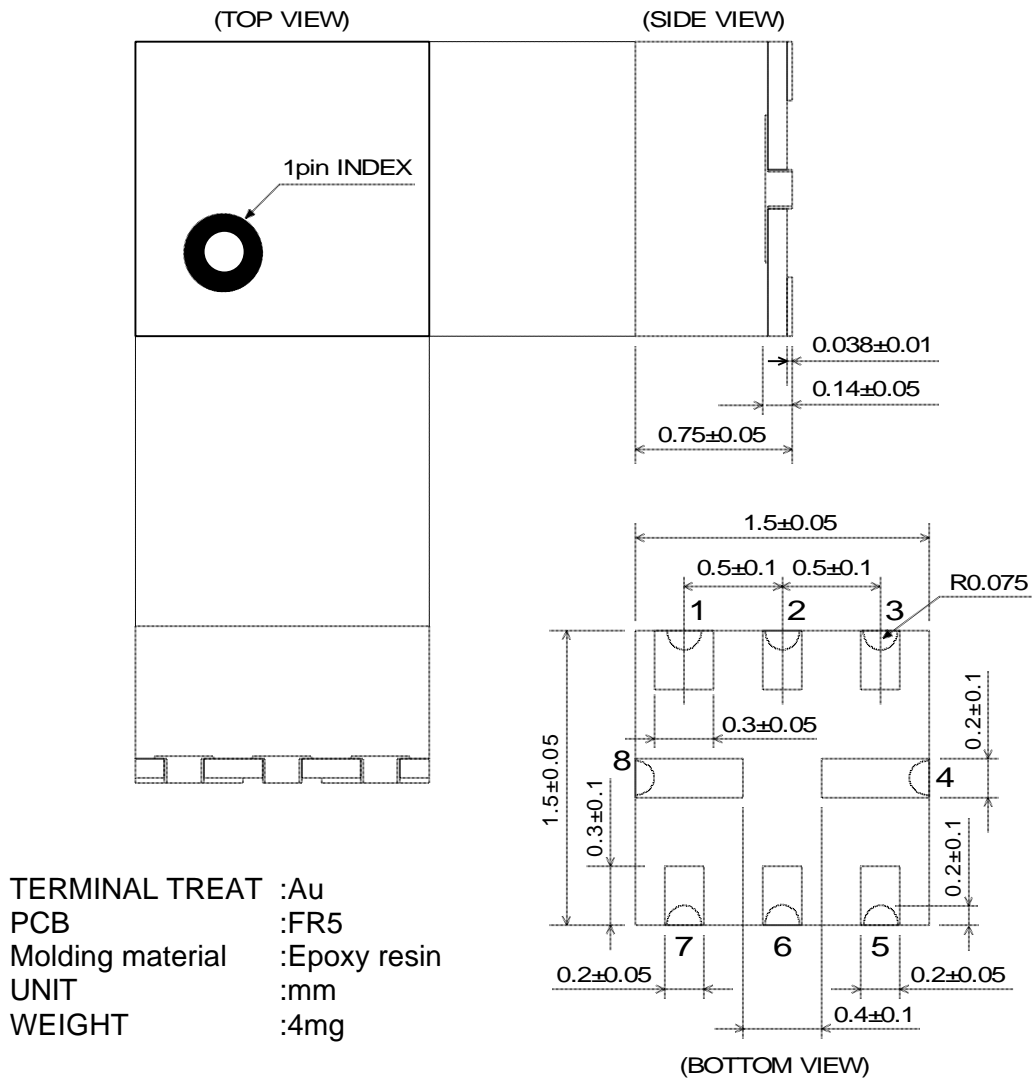 (TOP VIEW)
(SIDE VIEW)
1pin INDEX
0.038±0.01
0.14±0.05
0.75±0.05
1.5±0.05
0.5±0.1
0.5±0.1
R0.075
1
2
3
0.3±0.05
0.2±0.1
8
4
1.5±0.05
0.3±0.1
0.2±0.1
7
6
5
0.2±0.05
0.2±0.05
0.4±0.1
(BOTTOM VIEW)
TERMINAL TREAT :Au
PCB :FR5
Molding material :Epoxy resin
UNIT :mm
WEIGHT :4mg